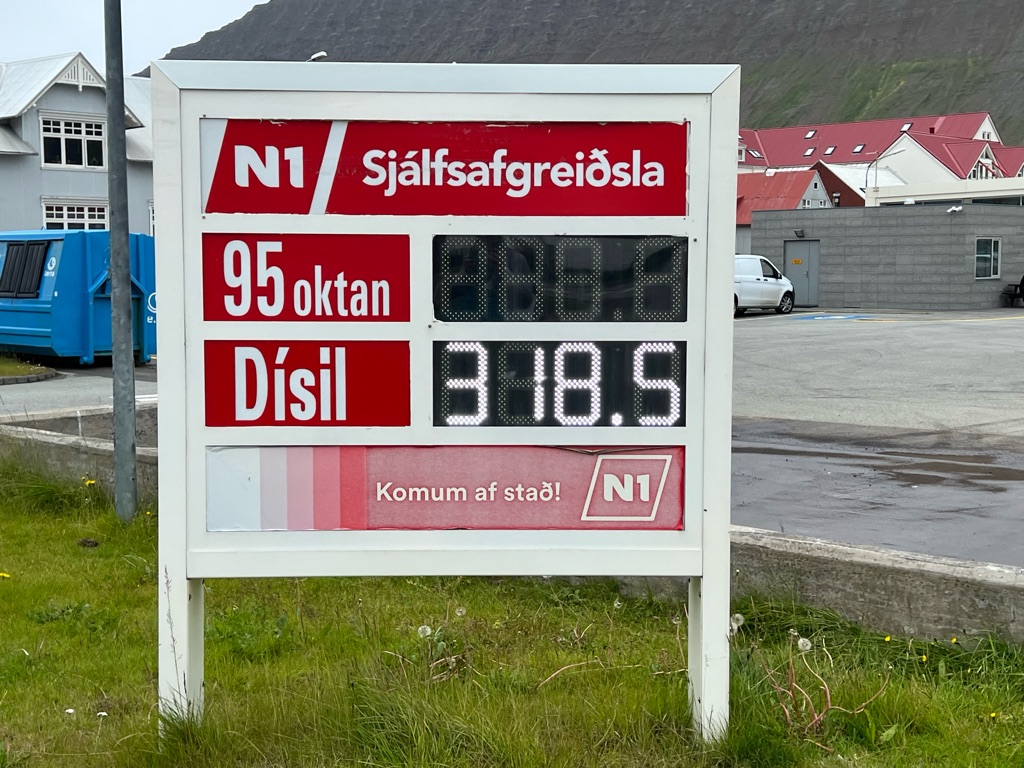 N1 Sjálfsafgreiðsla
95 oktan
Dísil 318.5
Komum af stað! N1